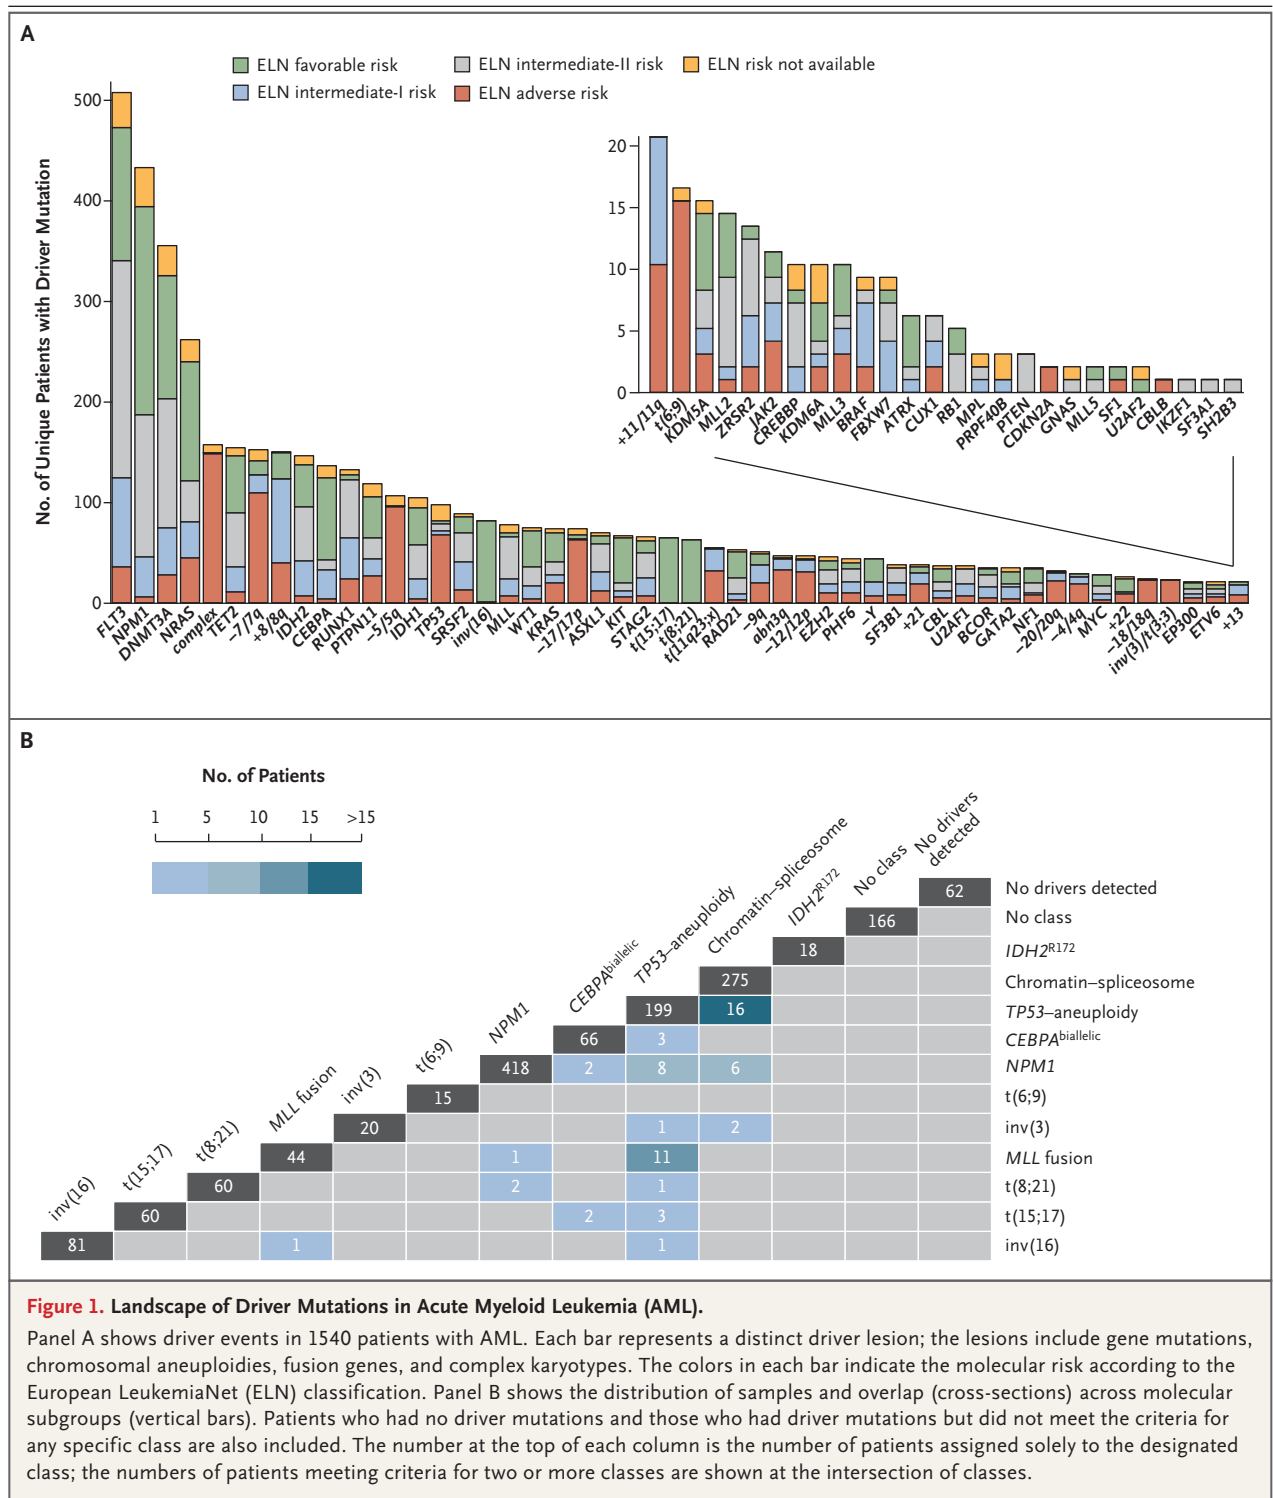 A
ELN favorable risk
ELN intermediate-II risk
ELN risk not available
ELN intermediate-I risk
ELN adverse risk
No. of Unique Patients with Driver Mutation
500
400
300
200
100
0
FLT3
NPM1
DNMT3A
NRAS
complex
TET2
−7/7q
+8/8q
IDH2
CEBPA
RUNX1
PTPN11
−5/5q
IDH1
TP53
SRSF2
inv(16)
MLL
WT1
KRAS
−17/17p
ASXL1
KIT
STAG2
t(15;17)
t(8;21)
t(11q23;x)
RAD21
−9q
abn3q
−12/12p
EZH2
PHF6
−Y
SF3B1
+21
CBL
U2AF1
BCOR
GATA2
NF1
−20/20q
−4/4q
MYC
+22
−18/18q
inv(3)/t(3;3)
EP300
ETV6
+13
20
15
10
5
0
+11/11q
t(6;9)
KDM5A
MLL2
ZRSR2
JAK2
CREBBP
KDM6A
MLL3
BRAF
FBXW7
ATRX
CUX1
RB1
MPL
PRPF40B
PTEN
CDKN2A
GNAS
MLL5
SF1
U2AF2
CBLB
IKZF1
SF3A1
SH2B3
B
No. of Patients
1 5 10 15 >15
inv(16)
t(15;17)
t(8;21)
MLL fusion
inv(3)
t(6;9)
NPM1
CEBPAbiallelic
TP53–aneuploidy
Chromatin–spliceosome
IDH2R172
No class
No drivers
detected
62 No drivers detected
166 No class
18 IDH2R172
275 Chromatin–spliceosome
199 16 TP53–aneuploidy
66 3 CEBPAbiallelic
418 2 8 6 NPM1
15 t(6;9)
20 1 2 inv(3)
44 1 11 MLL fusion
60 2 1 t(8;21)
60 2 3 t(15;17)
81 1 1 inv(16)
Figure 1. Landscape of Driver Mutations in Acute Myeloid Leukemia (AML).
Panel A shows driver events in 1540 patients with AML. Each bar represents a distinct driver lesion; the lesions include gene mutations,
chromosomal aneuploidies, fusion genes, and complex karyotypes. The colors in each bar indicate the molecular risk according to the
European LeukemiaNet (ELN) classification. Panel B shows the distribution of samples and overlap (cross-sections) across molecular
subgroups (vertical bars). Patients who had no driver mutations and those who had driver mutations but did not meet the criteria for
any specific class are also included. The number at the top of each column is the number of patients assigned solely to the designated
class; the numbers of patients meeting criteria for two or more classes are shown at the intersection of classes.